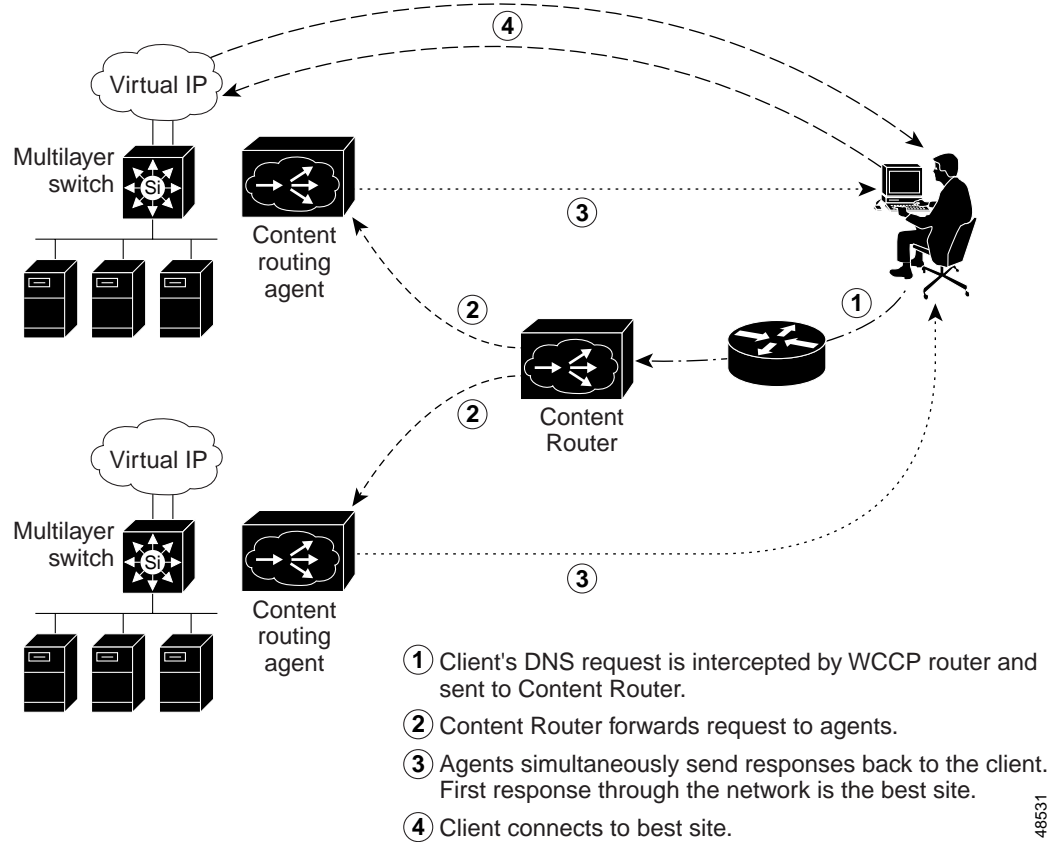 4
Virtual IP
Multilayer
switch
Si
3
Content
routing
agent
2
1
2
Content
Router
Virtual IP
Multilayer
switch
Si
3
Content
routing
agent
1 Client's DNS request is intercepted by WCCP router and
sent to Content Router.
2 Content Router forwards request to agents.
3 Agents simultaneously send responses back to the client.
First response through the network is the best site.
4 Client connects to best site.
48531